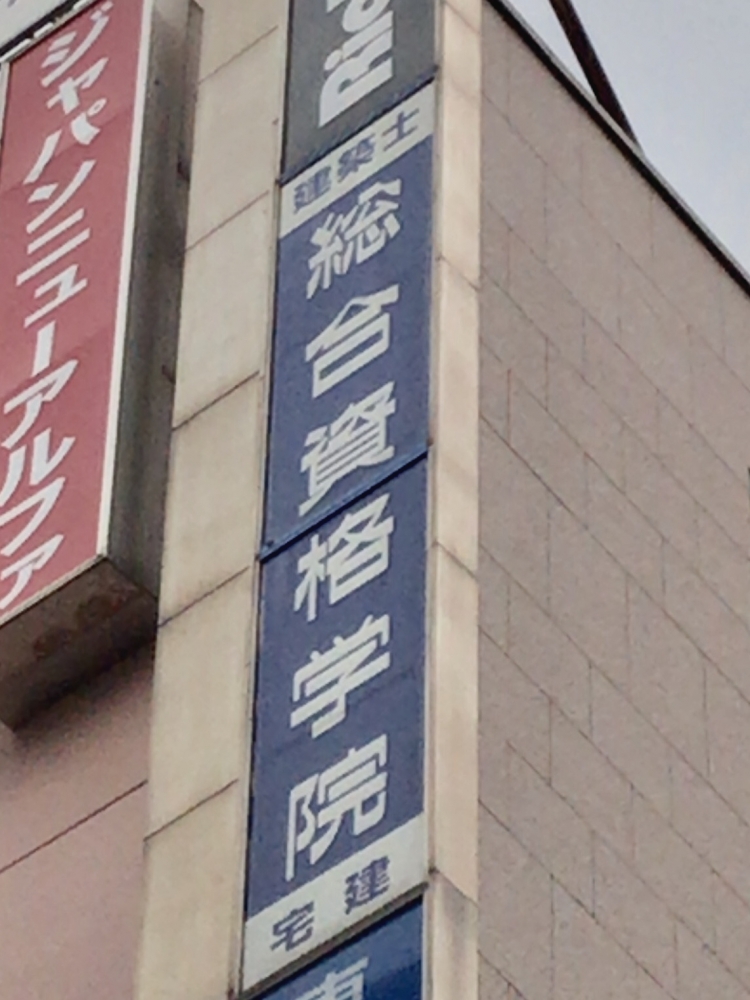 ジャパンニューアルファ
建築士
総合資格学院
宅建